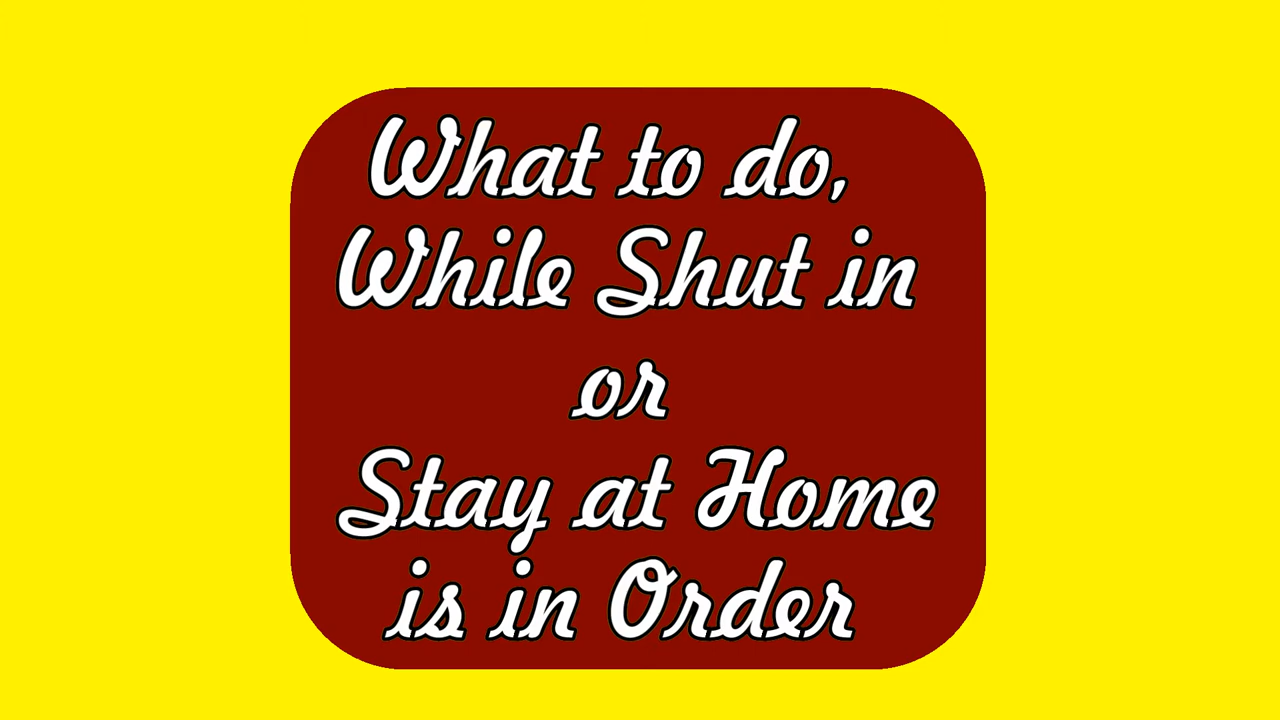 What to do,
While Shut in
or
Stay at Home
is in Order